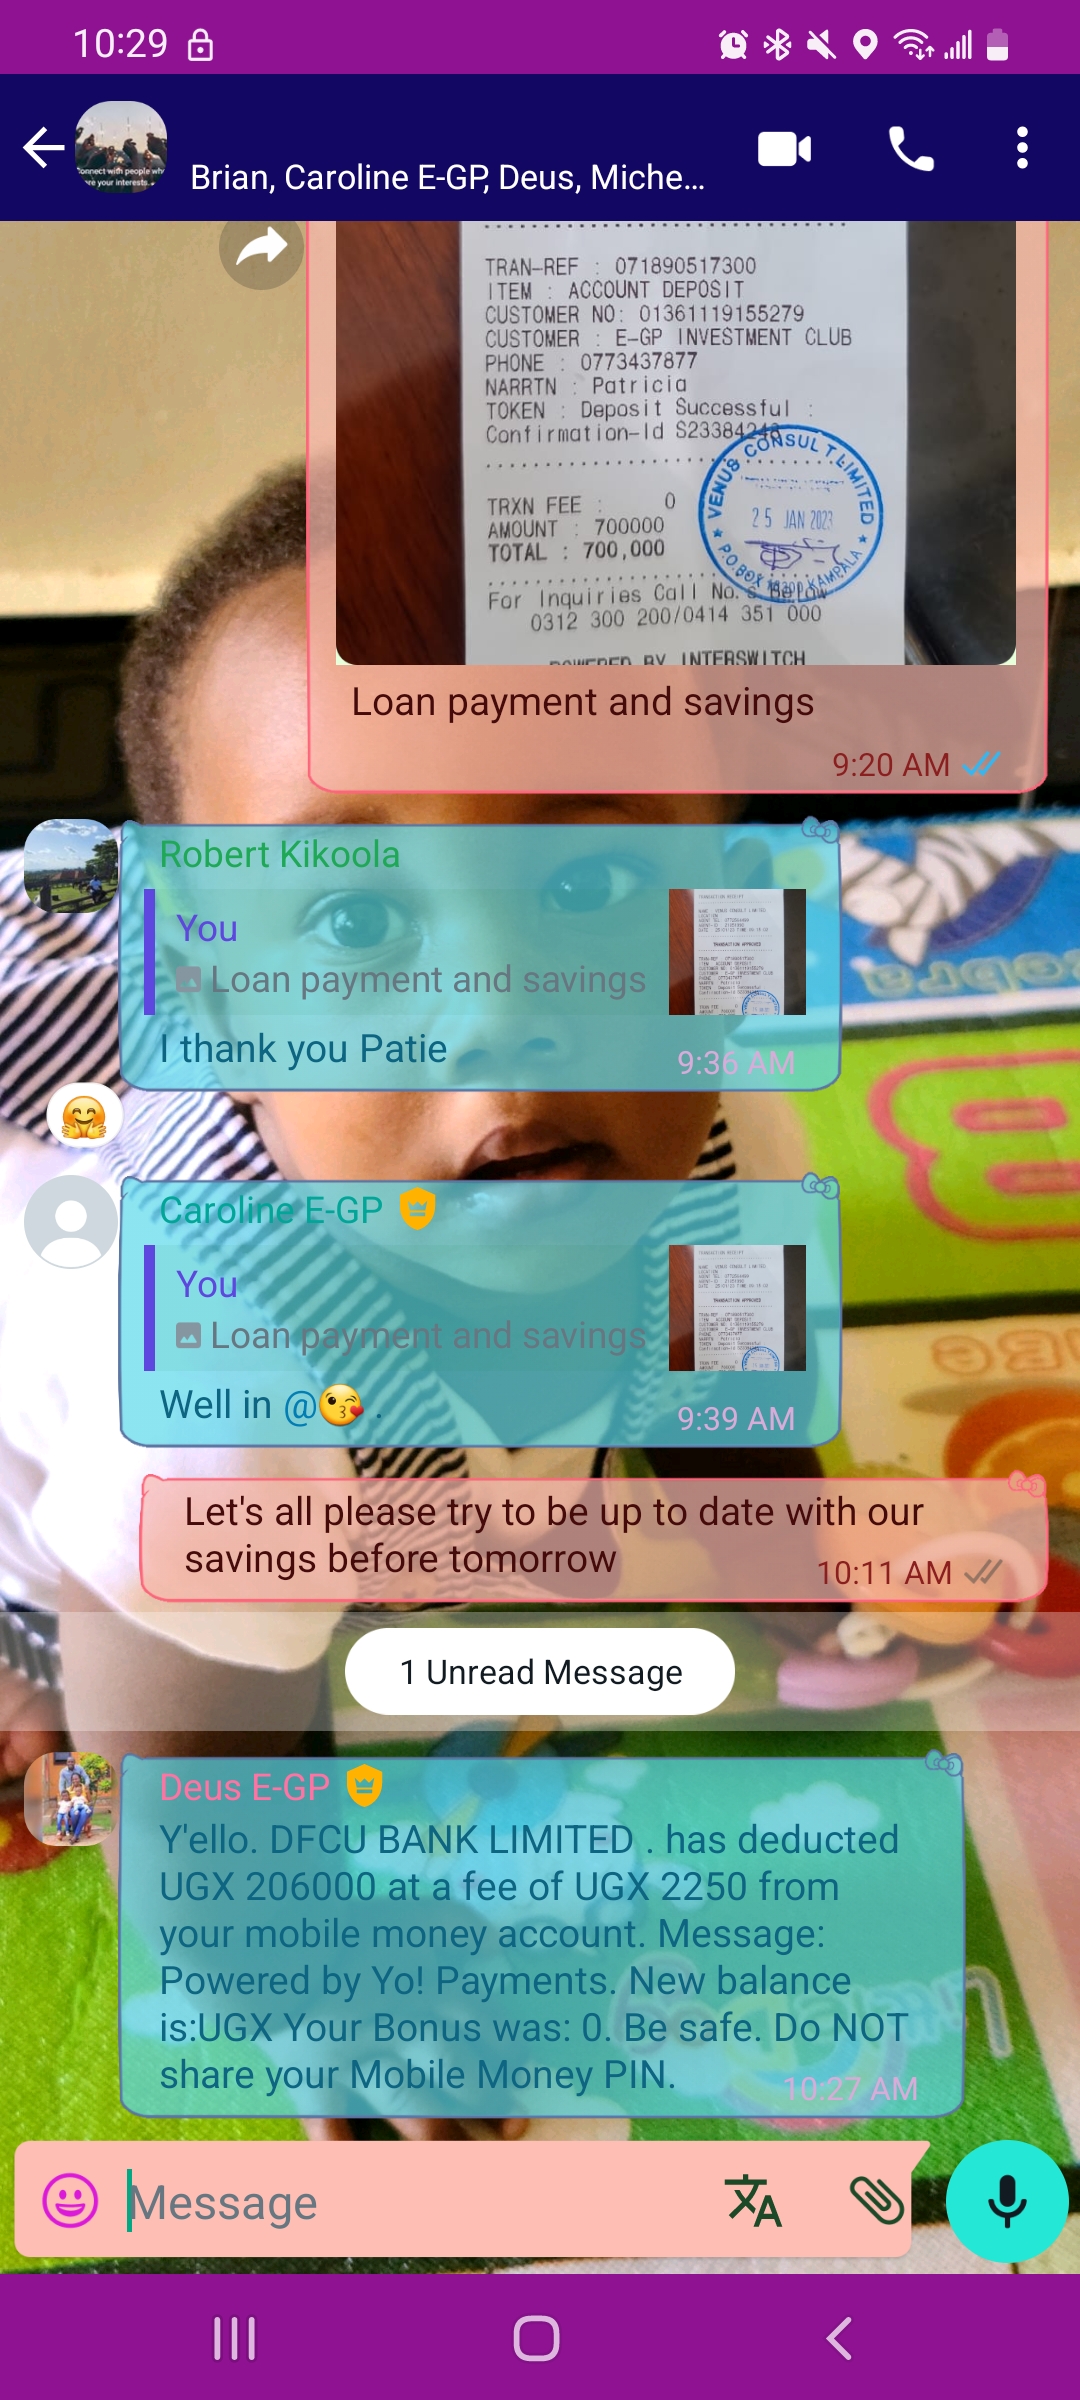 10:29
Brian, Caroline E-GP, Deus, Miche...
TRAN-REF : 071890517300
ITEM : ACCOUNT DEPOSIT
CUSTOMER NO: 01361119155279
CUSTOMER : E-GP INVESTMENT CLUB
PHONE : 0773437877
NARRTN : Patricia
TOKEN : Deposit Successful :
Confirmation-Id S23384248
VENUS CONSULT LIMITED
25 JAN 2023
KAMPALA
TRXN FEE : 0
AMOUNT : 700000
TOTAL : 700,000
For Inquiries Call No.s Below
0312 300 200/0414 351 000
POWERED BY INTERSWITCH
Loan payment and savings
9:20 AM
Robert Kikoola
You
Loan payment and savings
I thank you Patie
9:36 AM
Caroline E-GP
You
Loan payment and savings
Well in @😘 .
9:39 AM
Let's all please try to be up to date with our
savings before tomorrow
10:11 AM
1 Unread Message
Deus E-GP
Y'ello. DFCU BANK LIMITED . has deducted
UGX 206000 at a fee of UGX 2250 from
your mobile money account. Message:
Powered by Yo! Payments. New balance
is:UGX Your Bonus was: 0. Be safe. Do NOT
share your Mobile Money PIN.
10:27 AM
Message